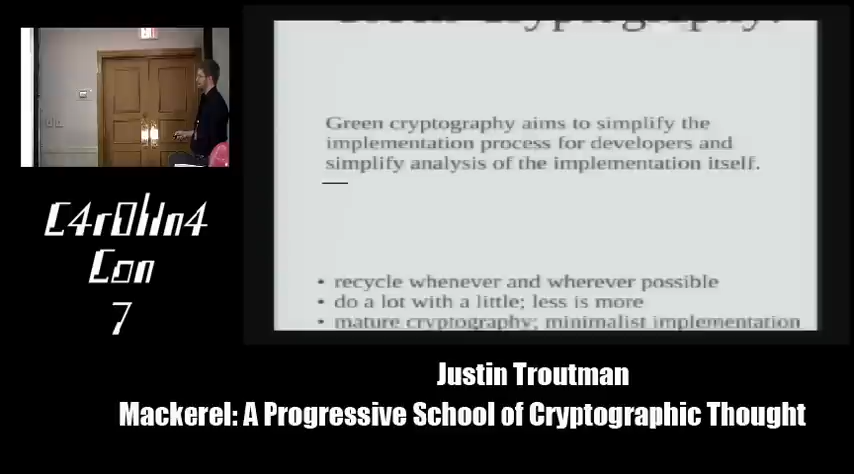 Green Cryptography:
Green cryptography aims to simplify the
implementation process for developers and
simplify analysis of the implementation itself.
• recycle whenever and wherever possible
• do a lot with a little; less is more
• mature cryptography; minimalist implementation
C4r0l1n4
Con
7
Justin Troutman
Mackerel: A Progressive School of Cryptographic Thought